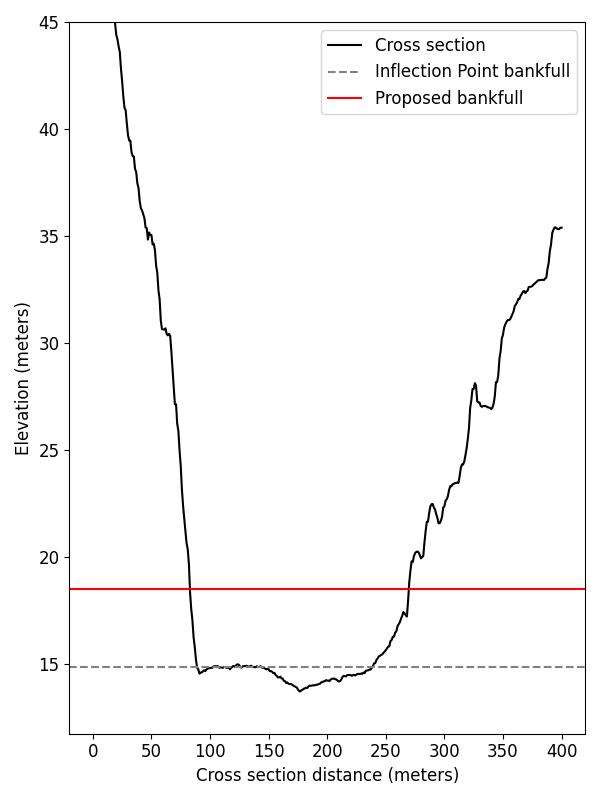 45
40
35
30
25
20
15
Elevation (meters)
Cross section
Inflection Point bankfull
Proposed bankfull
0 50 100 150 200 250 300 350 400
Cross section distance (meters)